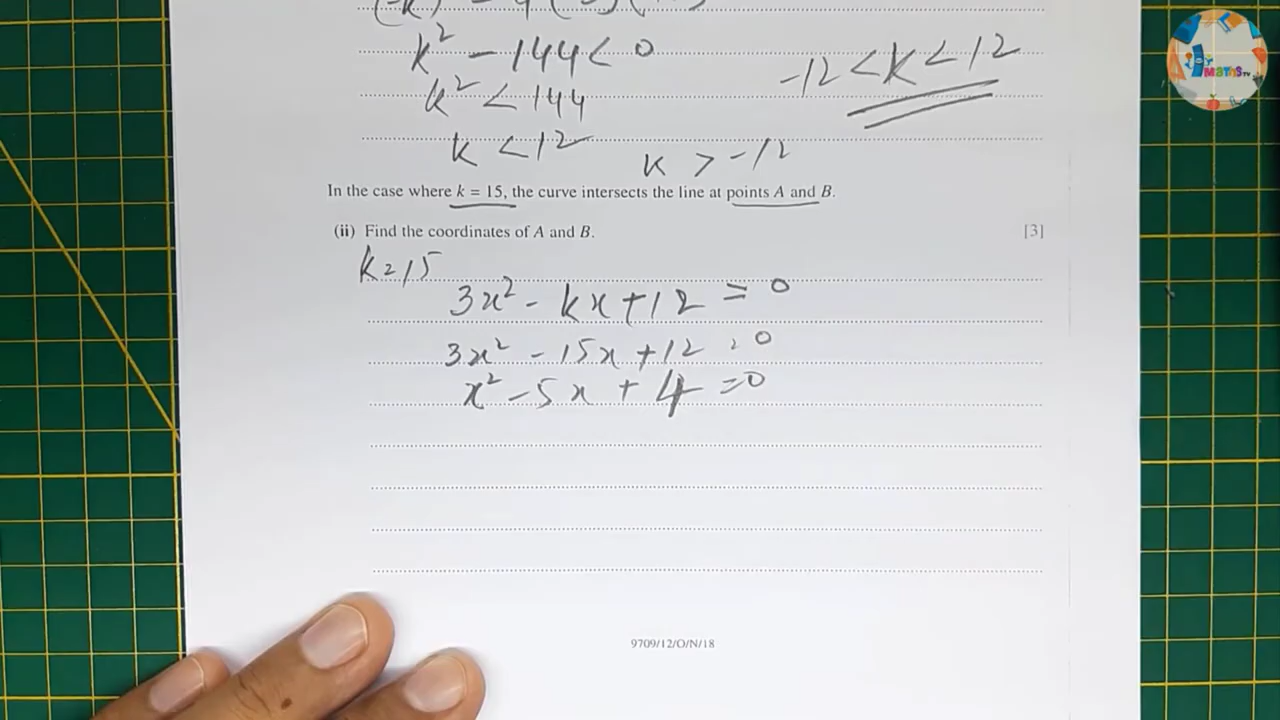 k² - 144 < 0
-12 < k < 12
k² < 144
k < 12
k > -12
In the case where k = 15, the curve intersects the line at points A and B.
(ii) Find the coordinates of A and B.
[3]
k = 15
3x² - kx + 12 = 0
3x² - 15x + 12 = 0
x² - 5x + 4 = 0
9709/12/O/N/18